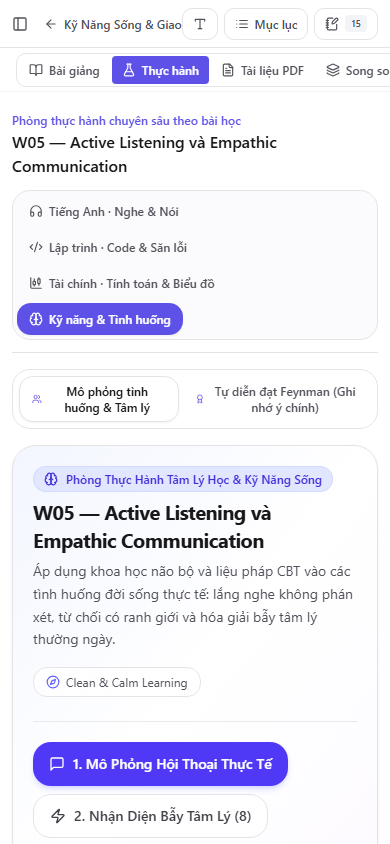 Kỹ Năng Sống & Giao
Mục lục
15
Bài giảng
Thực hành
Tài liệu PDF
Song so
Phòng thực hành chuyên sâu theo bài học
W05 — Active Listening và Empathic
Communication
Tiếng Anh · Nghe & Nói
Lập trình · Code & Săn lỗi
Tài chính · Tính toán & Biểu đồ
Kỹ năng & Tình huống
Mô phỏng tình
huống & Tâm lý
Tự diễn đạt Feynman (Ghi
nhớ ý chính)
Phòng Thực Hành Tâm Lý Học & Kỹ Năng Sống
W05 — Active Listening và
Empathic Communication
Áp dụng khoa học não bộ và liệu pháp CBT vào các
tình huống đời sống thực tế: lắng nghe không phán
xét, từ chối có ranh giới và hóa giải bẫy tâm lý
thường ngày.
Clean & Calm Learning
1. Mô Phỏng Hội Thoại Thực Tế
2. Nhận Diện Bẫy Tâm Lý (8)